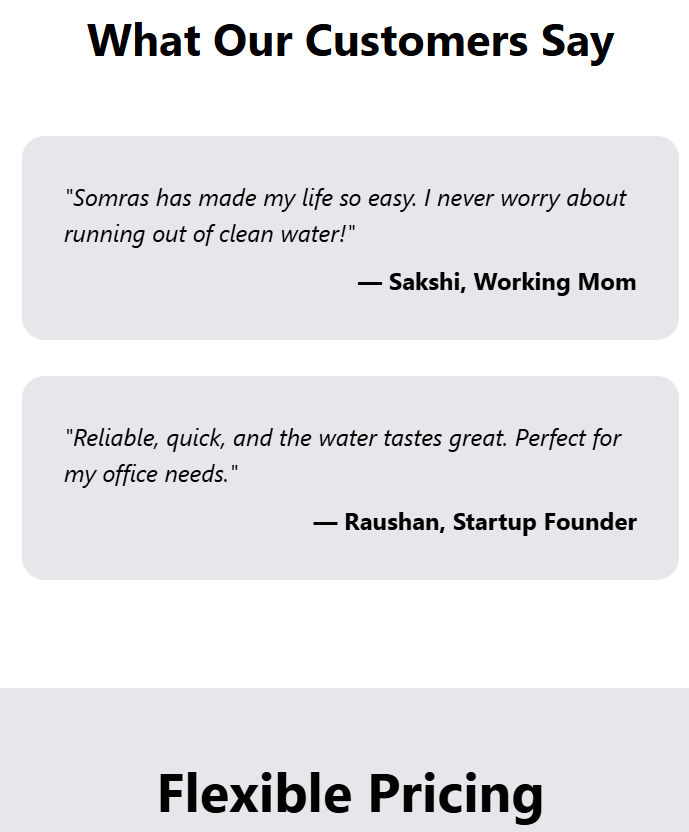 What Our Customers Say
"Somras has made my life so easy. I never worry about
running out of clean water!"
— Sakshi, Working Mom
"Reliable, quick, and the water tastes great. Perfect for
my office needs."
— Raushan, Startup Founder
Flexible Pricing